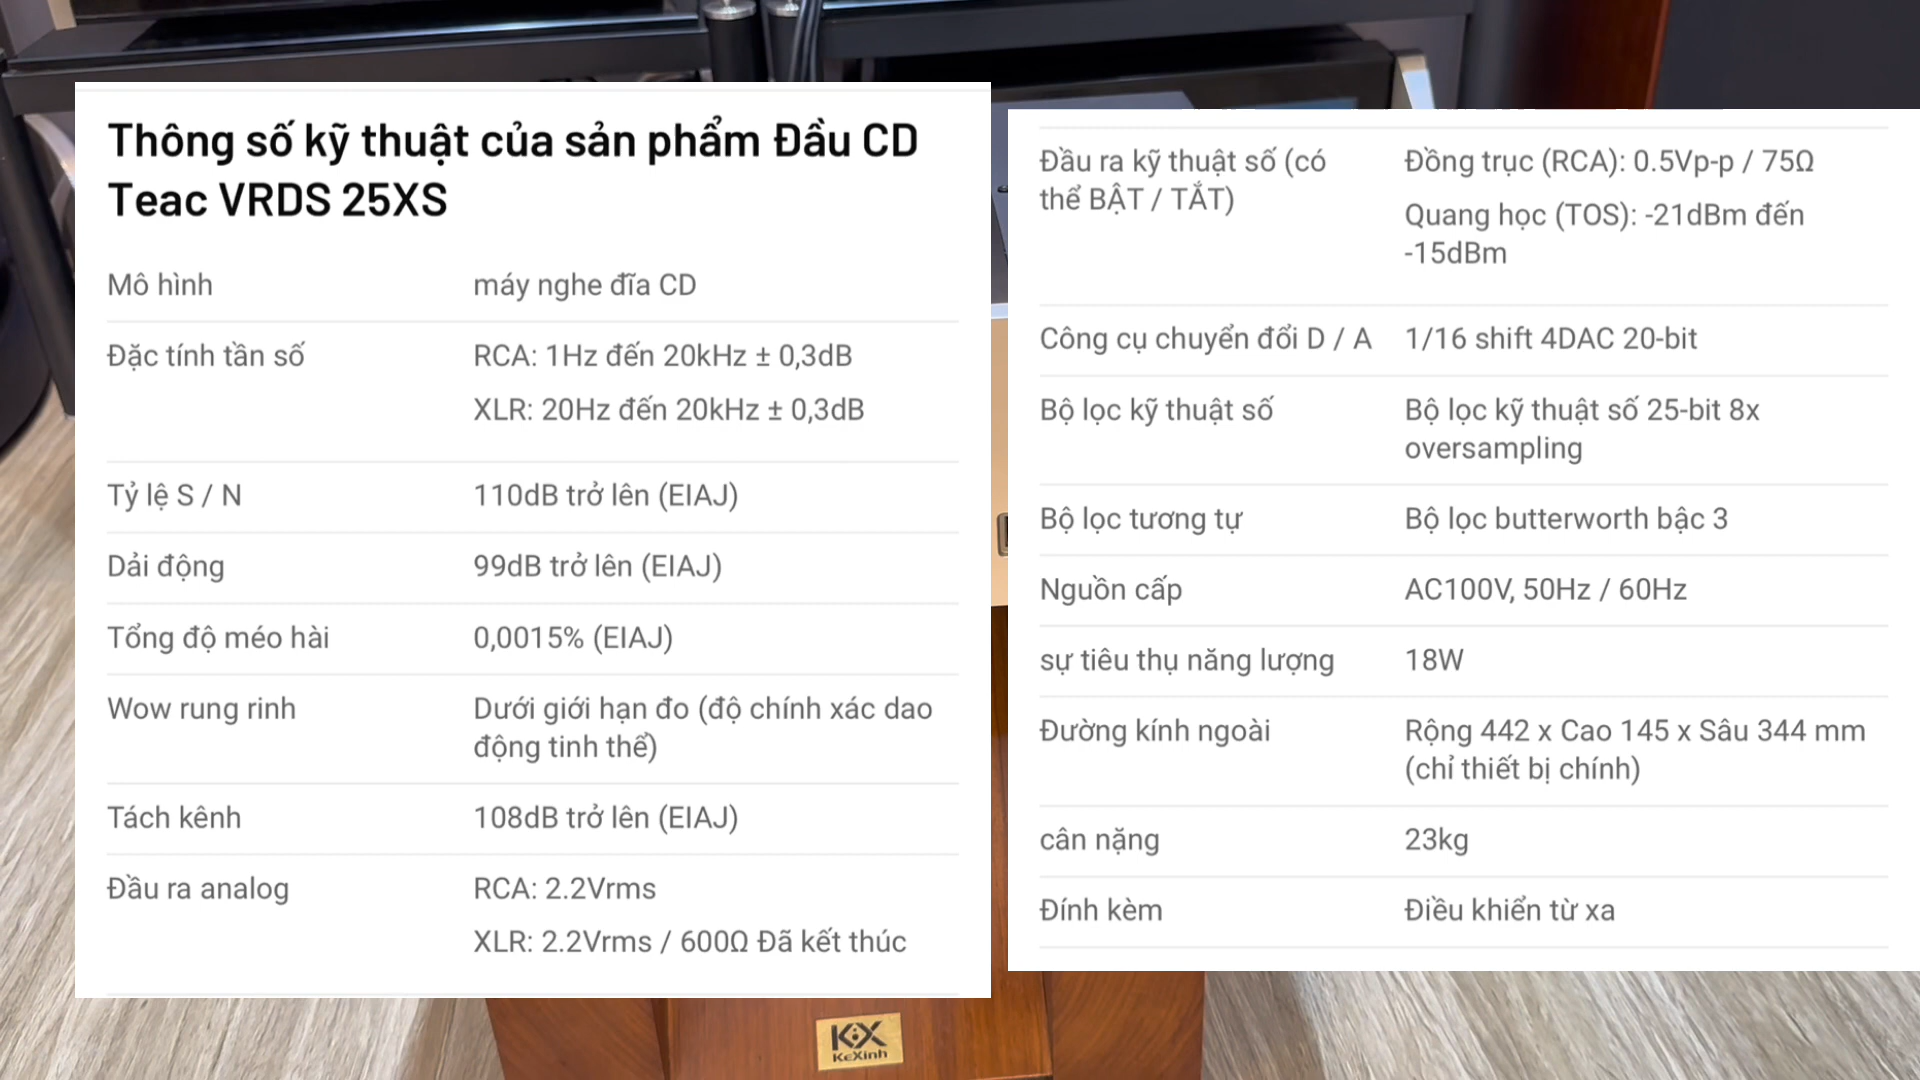 Thông số kỹ thuật của sản phẩm Đầu CD
Teac VRDS 25XS
Mô hình máy nghe đĩa CD
Đặc tính tần số RCA: 1Hz đến 20kHz ± 0,3dB
XLR: 20Hz đến 20kHz ± 0,3dB
Tỷ lệ S / N 110dB trở lên (EIAJ)
Dải động 99dB trở lên (EIAJ)
Tổng độ méo hài 0,0015% (EIAJ)
Wow rung rinh Dưới giới hạn đo (độ chính xác dao
động tinh thể)
Tách kênh 108dB trở lên (EIAJ)
Đầu ra analog RCA: 2.2Vrms
XLR: 2.2Vrms / 600Ω Đã kết thúc
Đầu ra kỹ thuật số (có Đồng trục (RCA): 0.5Vp-p / 75Ω
thể BẬT / TẮT) Quang học (TOS): -21dBm đến
-15dBm
Công cụ chuyển đổi D / A 1/16 shift 4DAC 20-bit
Bộ lọc kỹ thuật số Bộ lọc kỹ thuật số 25-bit 8x
oversampling
Bộ lọc tương tự Bộ lọc butterworth bậc 3
Nguồn cấp AC100V, 50Hz / 60Hz
sự tiêu thụ năng lượng 18W
Đường kính ngoài Rộng 442 x Cao 145 x Sâu 344 mm
(chỉ thiết bị chính)
cân nặng 23kg
Đính kèm Điều khiển từ xa
KX
KeXinh